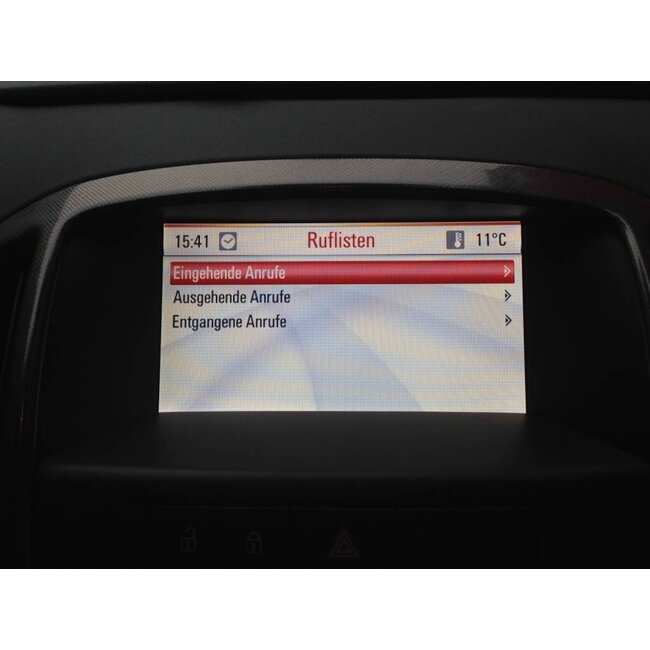 15:41 Ruflisten 11°C
Eingehende Anrufe
Ausgehende Anrufe
Entgangene Anrufe